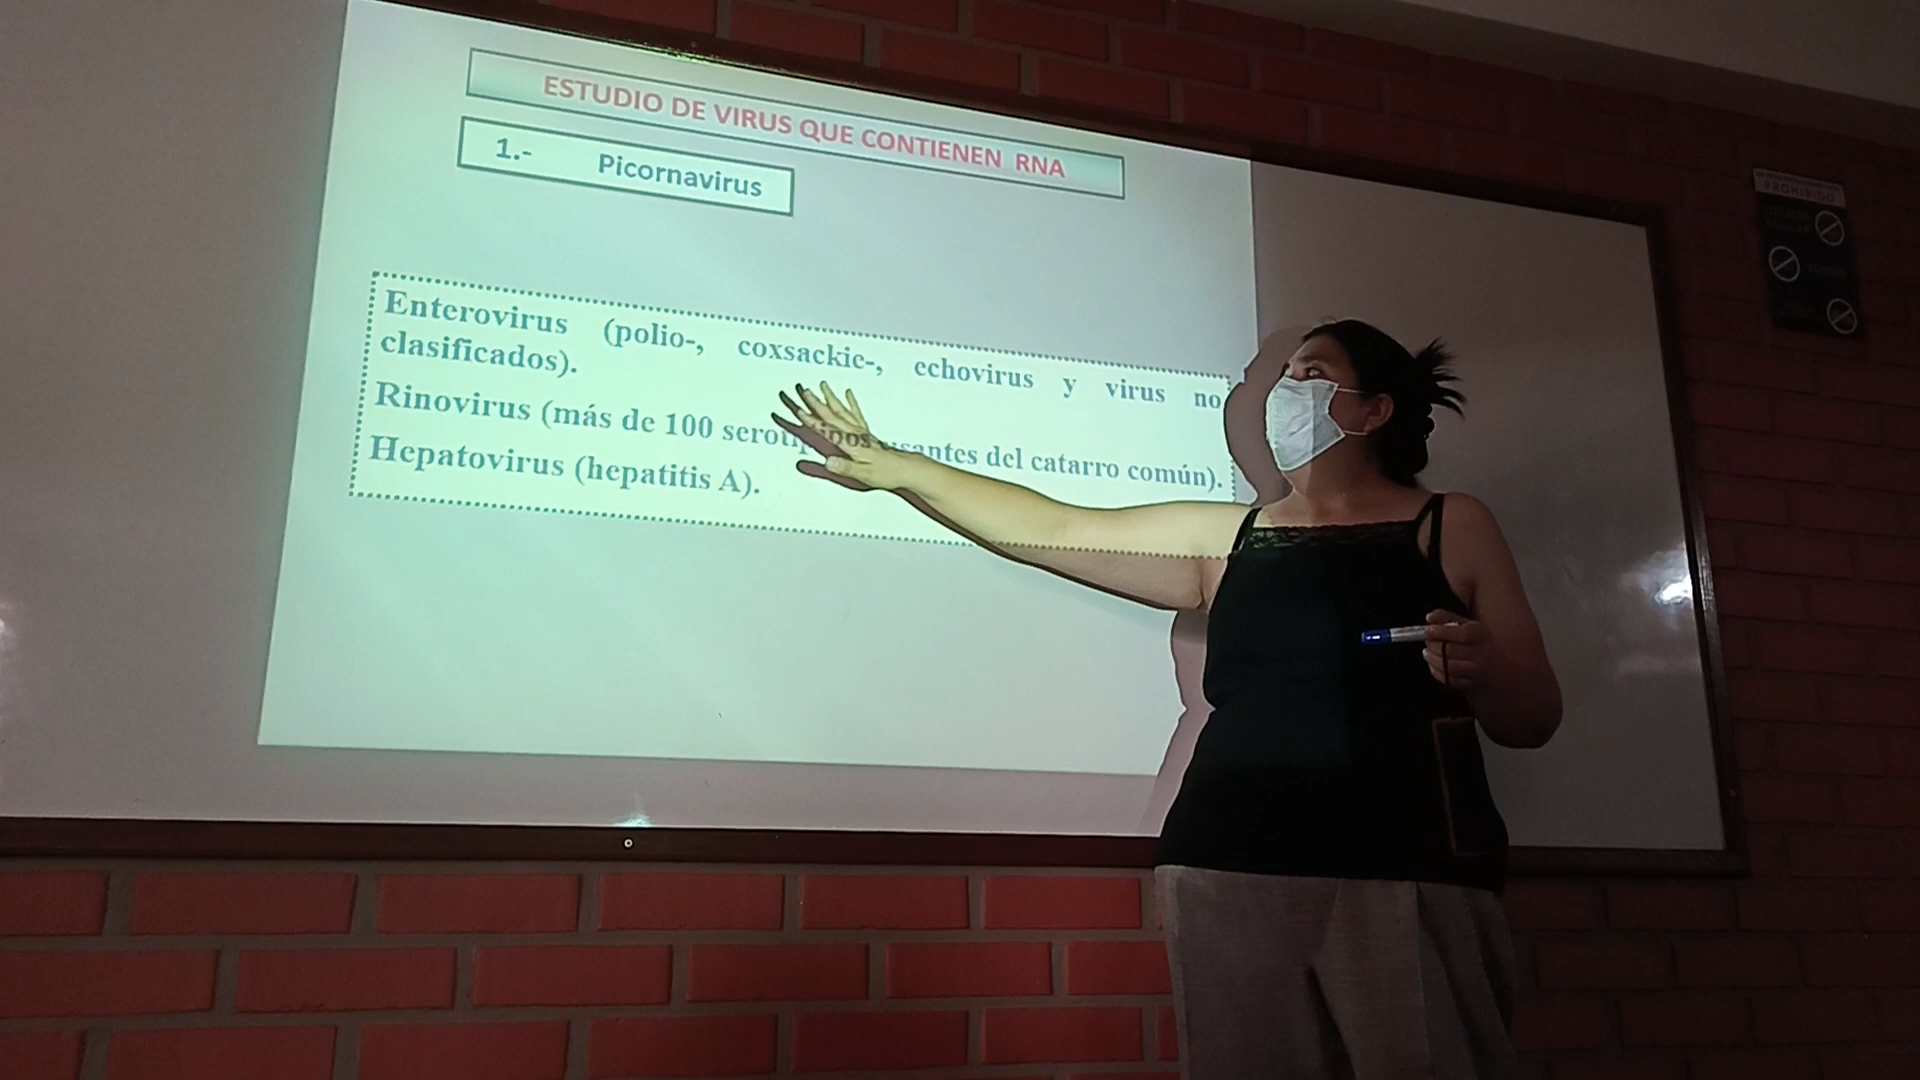 ESTUDIO DE VIRUS QUE CONTIENEN RNA
1.- Picornavirus
Enterovirus (polio-, coxsackie-, echovirus y virus no
clasificados).
Rinovirus (más de 100 del catarro común).
Hepatovirus (hepatitis A).
PROHIBIDO